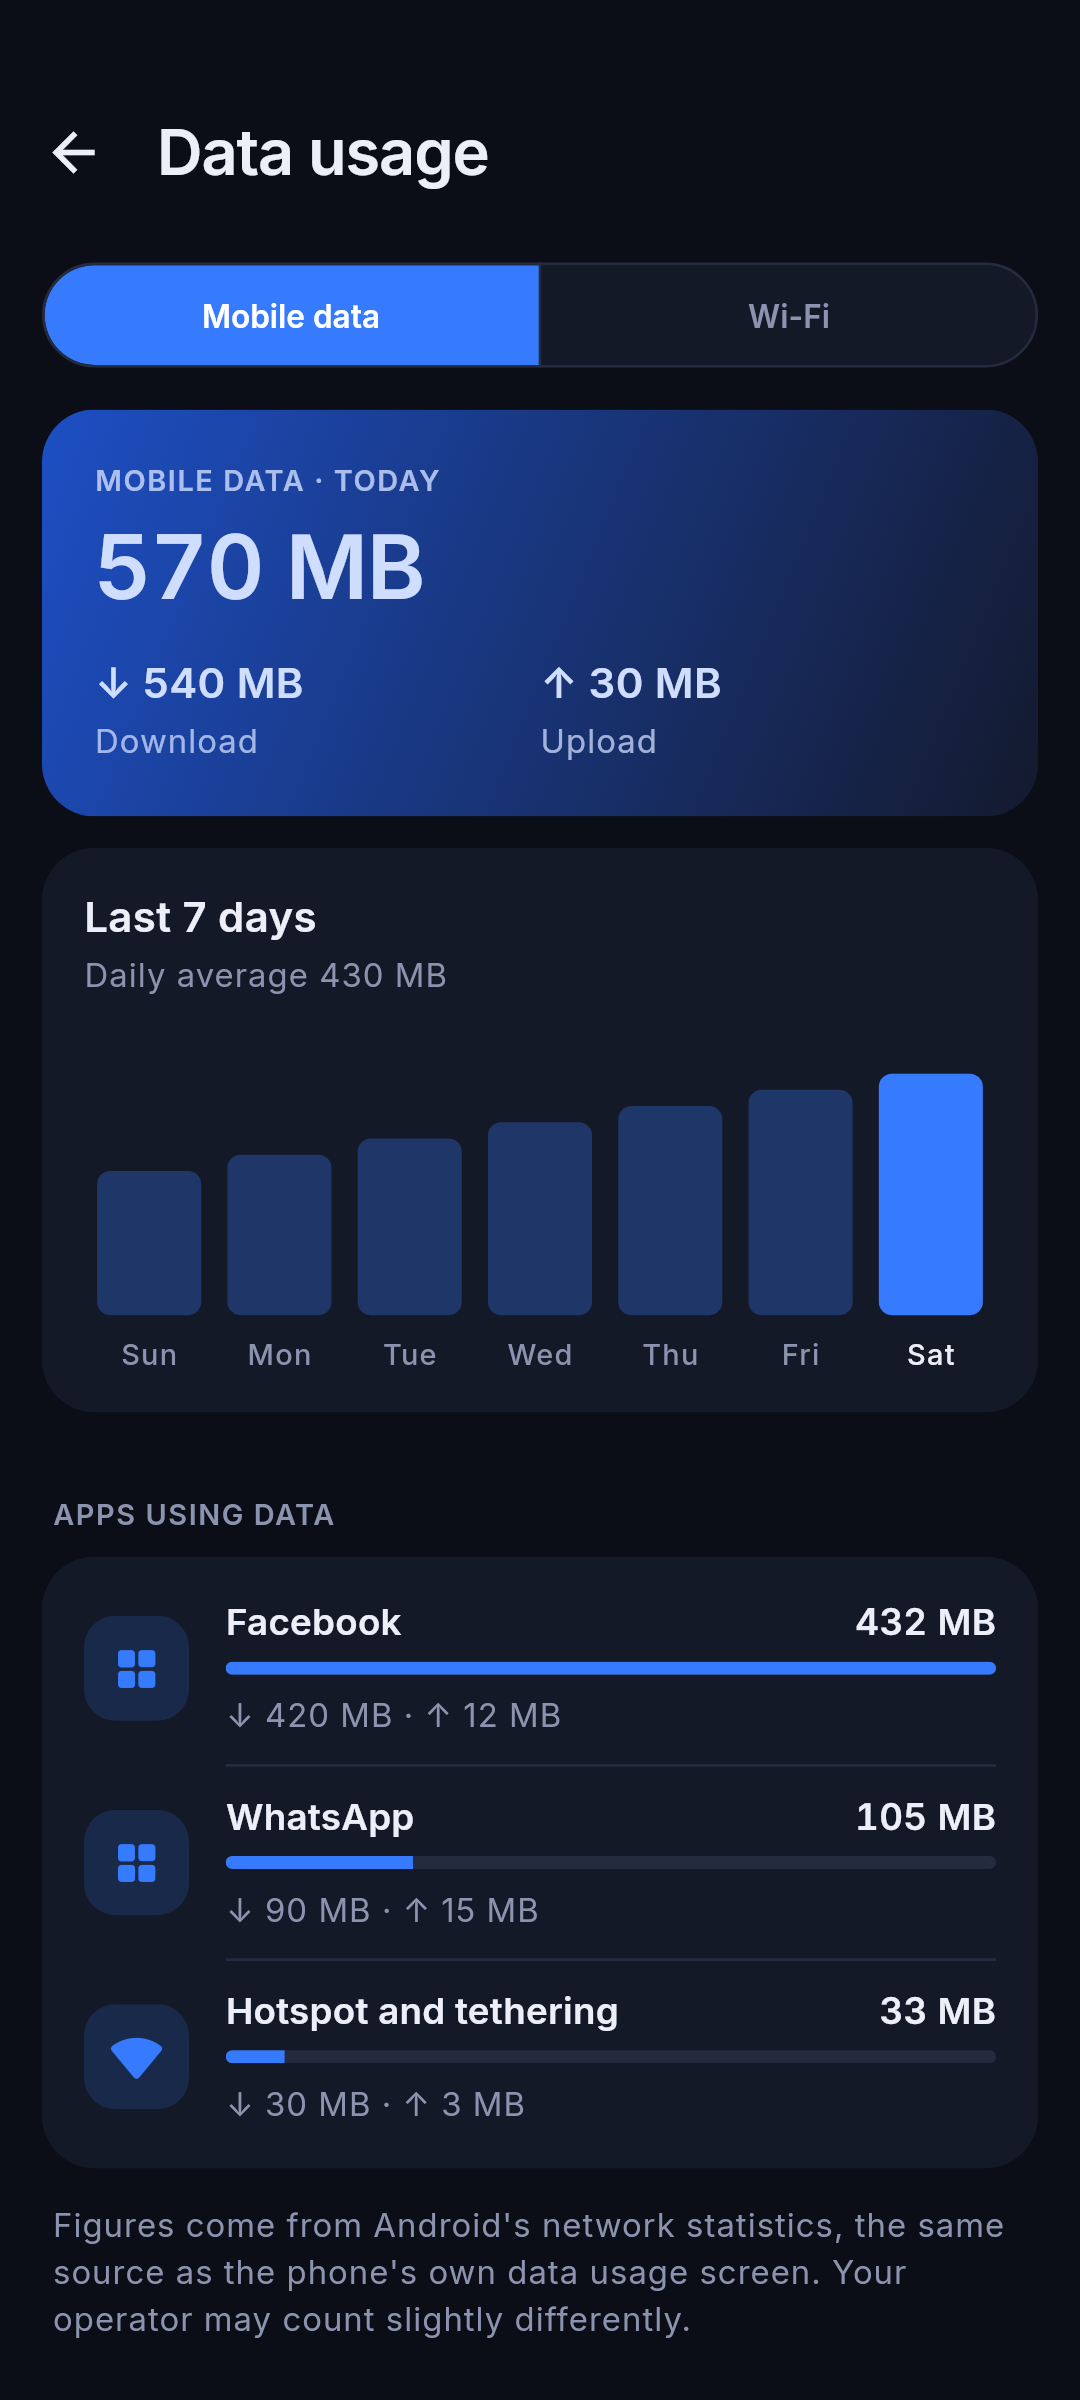 Data usage
Mobile data
Wi-Fi
MOBILE DATA · TODAY
570 MB
↓ 540 MB
↑ 30 MB
Download
Upload
Last 7 days
Daily average 430 MB
Sun Mon Tue Wed Thu Fri Sat
APPS USING DATA
Facebook 432 MB
↓ 420 MB · ↑ 12 MB
WhatsApp 105 MB
↓ 90 MB · ↑ 15 MB
Hotspot and tethering 33 MB
↓ 30 MB · ↑ 3 MB
Figures come from Android's network statistics, the same
source as the phone's own data usage screen. Your
operator may count slightly differently.